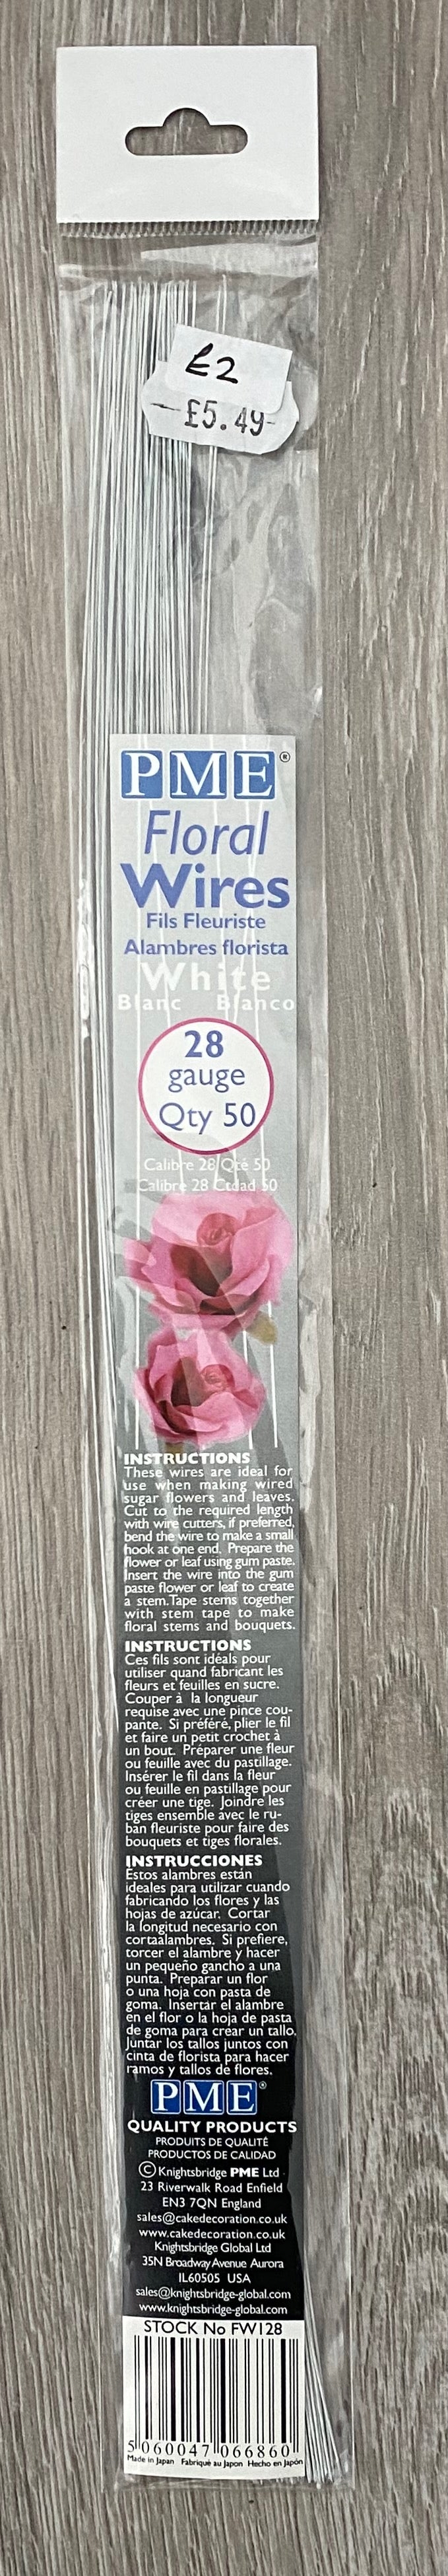 £2
£5.49
PME®
Floral
Wires
Fils Fleuriste
Alambres florista
White
Blanc Blanco
28
gauge
Qty 50
Calibre 28 Qté 50
Calibre 28 Ctdad 50
INSTRUCTIONS
These wires are ideal for
use when making wired
sugar flowers and leaves.
Cut to the required length
with wire cutters, if preferred,
bend the wire to make a small
hook at one end. Prepare the
flower or leaf using gum paste.
Insert the wire into the gum
paste flower or leaf to create
a stem.Tape stems together
with stem tape to make
floral stems and bouquets.
INSTRUCTIONS
Ces fils sont idéals pour
utiliser quand fabricant les
fleurs et feuilles en sucre.
Couper à la longueur
requise avec une pince cou-
pante. Si préféré, plier le fil
et faire un petit crochet à
un bout. Préparer une fleur
ou feuille avec du pastillage.
Insérer le fil dans la fleur
ou feuille en pastillage pour
créer une tige. Joindre les
tiges ensemble avec le ru-
ban fleuriste pour faire des
bouquets et tiges florales.
INSTRUCCIONES
Estos alambres están
ideales para utilizar cuando
fabricando los flores y las
hojas de azúcar. Cortar
la longitud necesario con
cortaalambres. Si prefiere,
torcer el alambre y hacer
un pequeño gancho a una
punta. Preparar un flor
o una hoja con pasta de
goma. Insertar el alambre
en el flor o la hoja de pasta
de goma para crear un tallo.
Juntar los tallos juntos con
cinta de florista para hacer
ramos y tallos de flores.
PME®
QUALITY PRODUCTS
PRODUITS DE QUALITÉ
PRODUCTOS DE CALIDAD
© Knightsbridge PME Ltd
23 Riverwalk Road Enfield
EN3 7QN England
sales@cakedecoration.co.uk
www.cakedecoration.co.uk
Knightsbridge Global Ltd
35N Broadway Avenue Aurora
IL60505 USA
sales@knightsbridge-global.com
www.knightsbridge-global.com
STOCK No FW128
5 060047 066860
Made in Japan Fabriqué au Japon Hecho en Japón